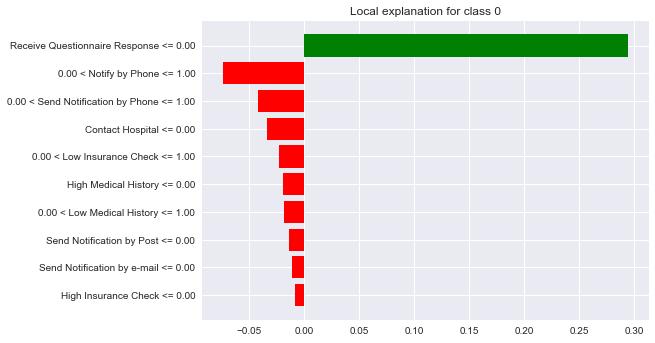 Local explanation for class 0
Receive Questionnaire Response <= 0.00
0.00 < Notify by Phone <= 1.00
0.00 < Send Notification by Phone <= 1.00
Contact Hospital <= 0.00
0.00 < Low Insurance Check <= 1.00
High Medical History <= 0.00
0.00 < Low Medical History <= 1.00
Send Notification by Post <= 0.00
Send Notification by e-mail <= 0.00
High Insurance Check <= 0.00
−0.05 0.00 0.05 0.10 0.15 0.20 0.25 0.30